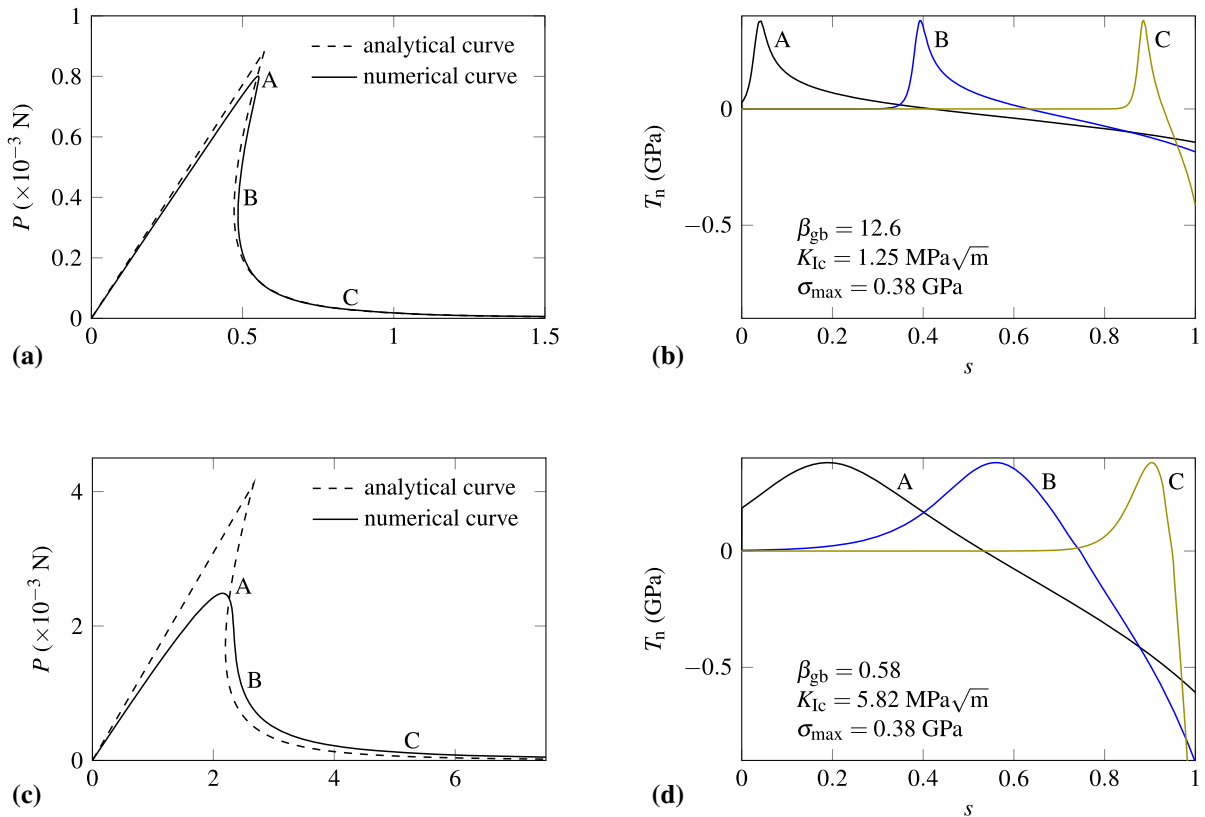 1
0.8
0.6
0.4
0.2
0
P (×10⁻³ N)
analytical curve
numerical curve
A
B
C
0 0.5 1 1.5
(a)
0
−0.5
Tₙ (GPa)
A
B
C
β_gb = 12.6
K_Ic = 1.25 MPa√m
σ_max = 0.38 GPa
0 0.2 0.4 0.6 0.8 1
s
(b)
4
2
0
P (×10⁻³ N)
analytical curve
numerical curve
A
B
C
0 2 4 6
(c)
0
−0.5
Tₙ (GPa)
A
B
C
β_gb = 0.58
K_Ic = 5.82 MPa√m
σ_max = 0.38 GPa
0 0.2 0.4 0.6 0.8 1
s
(d)